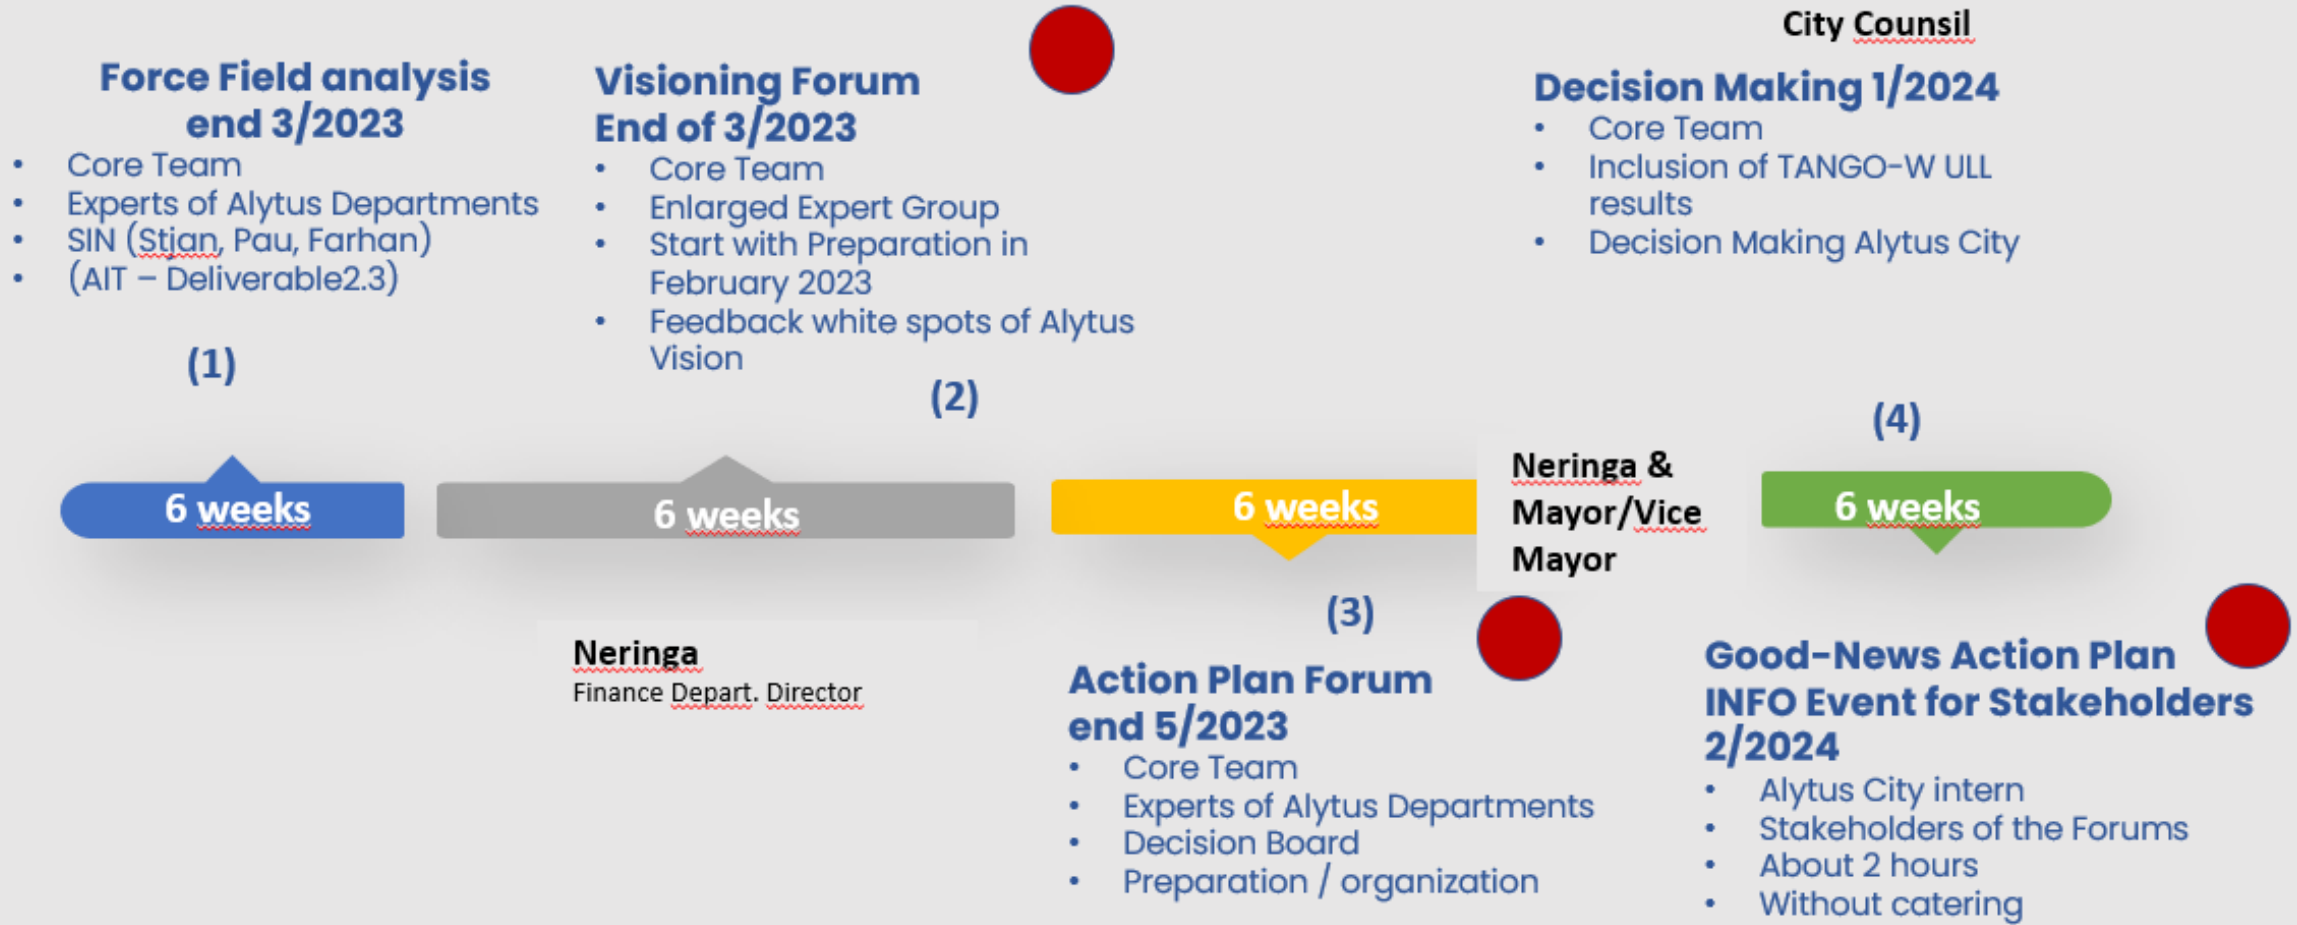 City Counsil
Force Field analysis
end 3/2023
• Core Team
• Experts of Alytus Departments
• SIN (Stjan, Pau, Farhan)
• (AIT – Deliverable2.3)
(1)
Visioning Forum
End of 3/2023
• Core Team
• Enlarged Expert Group
• Start with Preparation in
February 2023
• Feedback white spots of Alytus
Vision
(2)
Decision Making 1/2024
• Core Team
• Inclusion of TANGO-W ULL
results
• Decision Making Alytus City
(4)
6 weeks
6 weeks
6 weeks
Neringa &
Mayor/Vice
Mayor
6 weeks
Neringa
Finance Depart. Director
(3)
Action Plan Forum
end 5/2023
• Core Team
• Experts of Alytus Departments
• Decision Board
• Preparation / organization
Good-News Action Plan
INFO Event for Stakeholders
2/2024
• Alytus City intern
• Stakeholders of the Forums
• About 2 hours
• Without catering